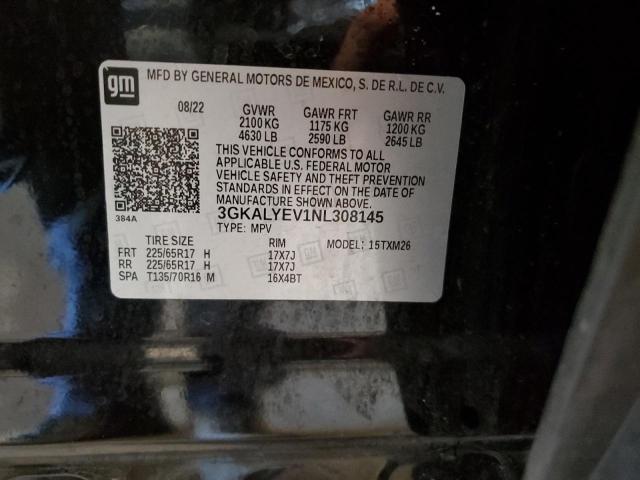 gm
MFD BY GENERAL MOTORS DE MEXICO, S. DE R.L. DE C.V.
08/22 GVWR GAWR FRT GAWR RR
2100 KG 1175 KG 1200 KG
4630 LB 2590 LB 2645 LB
THIS VEHICLE CONFORMS TO ALL
APPLICABLE U.S. FEDERAL MOTOR
VEHICLE SAFETY AND THEFT PREVENTION
STANDARDS IN EFFECT ON THE DATE OF
MANUFACTURE SHOWN ABOVE.
384A
3GKALYEV1NL308145
TYPE: MPV
TIRE SIZE RIM MODEL: 15TXM26
FRT 225/65R17 H 17X7J
RR 225/65R17 H 17X7J
SPA T135/70R16 M 16X4BT